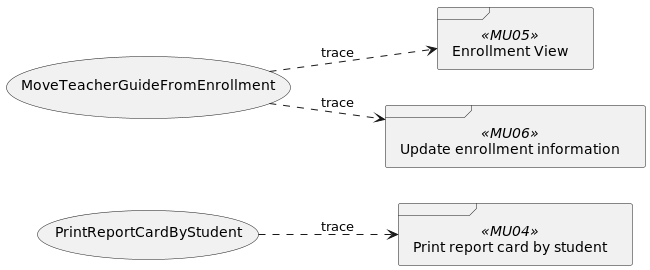 MoveTeacherGuideFromEnrollment
trace
«MU05»
Enrollment View
trace
«MU06»
Update enrollment information
PrintReportCardByStudent
trace
«MU04»
Print report card by student